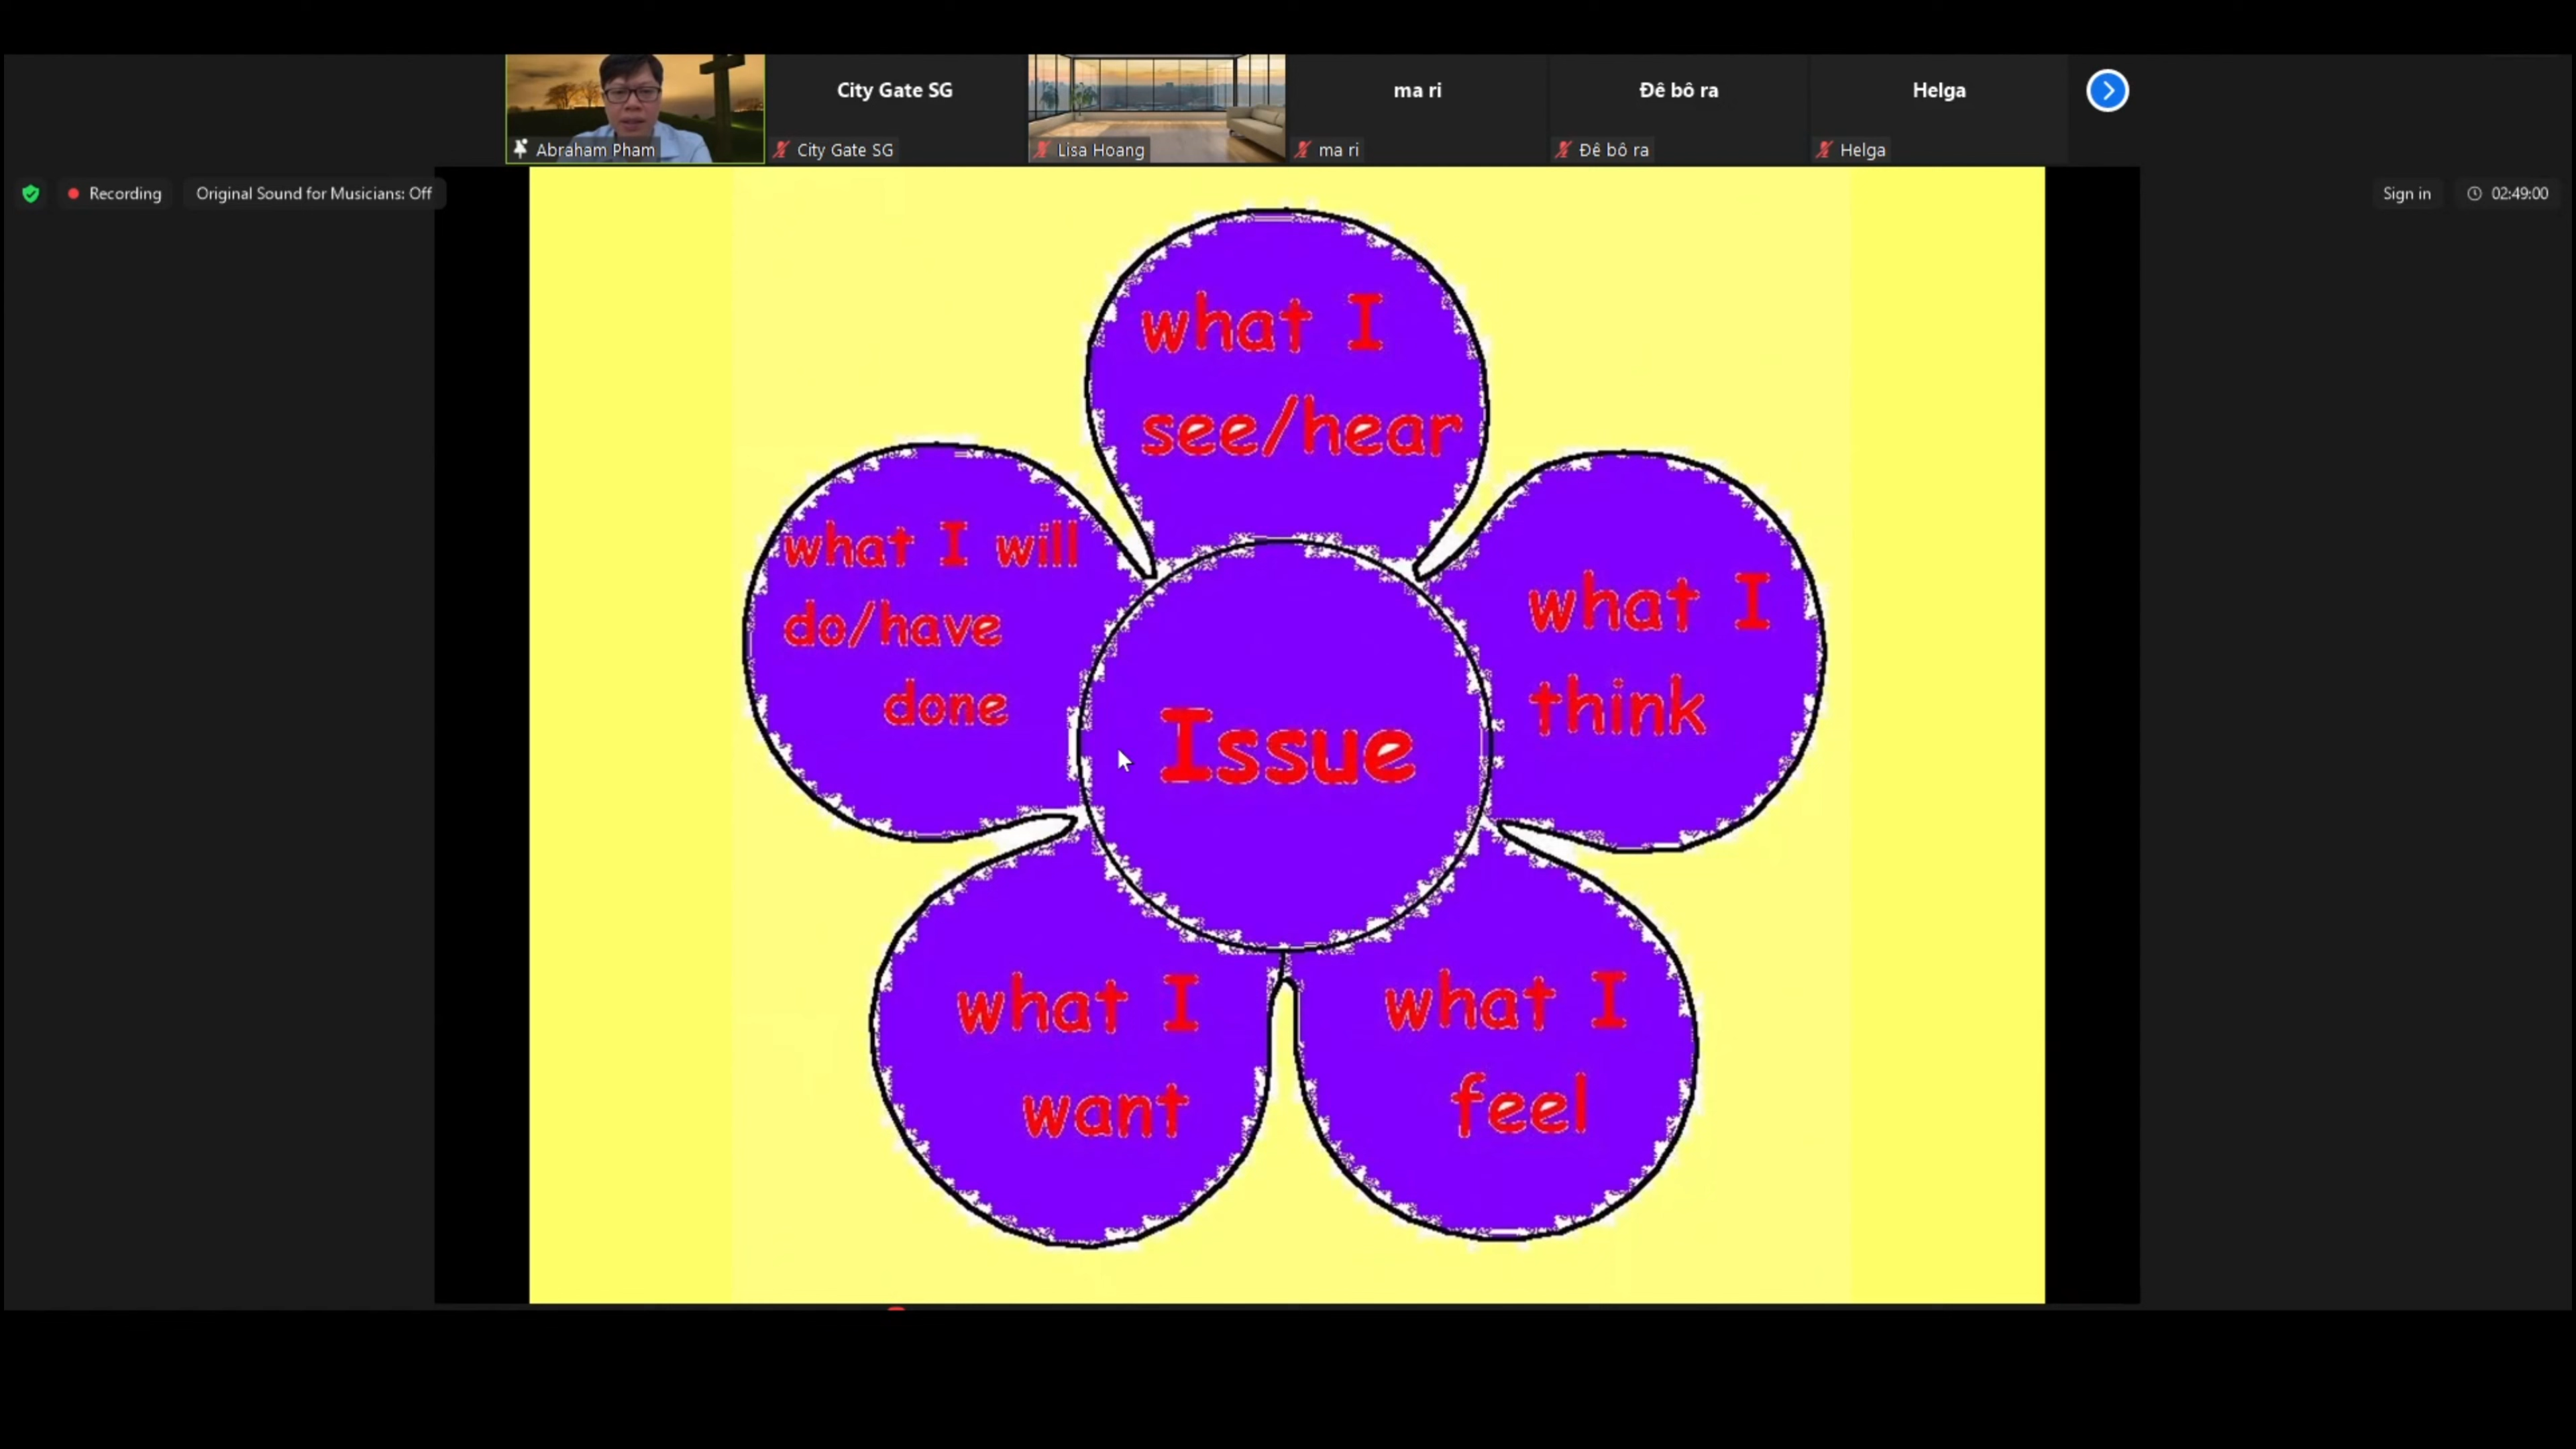 City Gate SG
ma ri
Đê bô ra
Helga
Abraham Pham
City Gate SG
Lisa Hoang
ma ri
Đê bô ra
Helga
Recording
Original Sound for Musicians: Off
Sign in
02:49:00
what I
see/hear
what I will
do/have
done
what I
think
Issue
what I
want
what I
feel